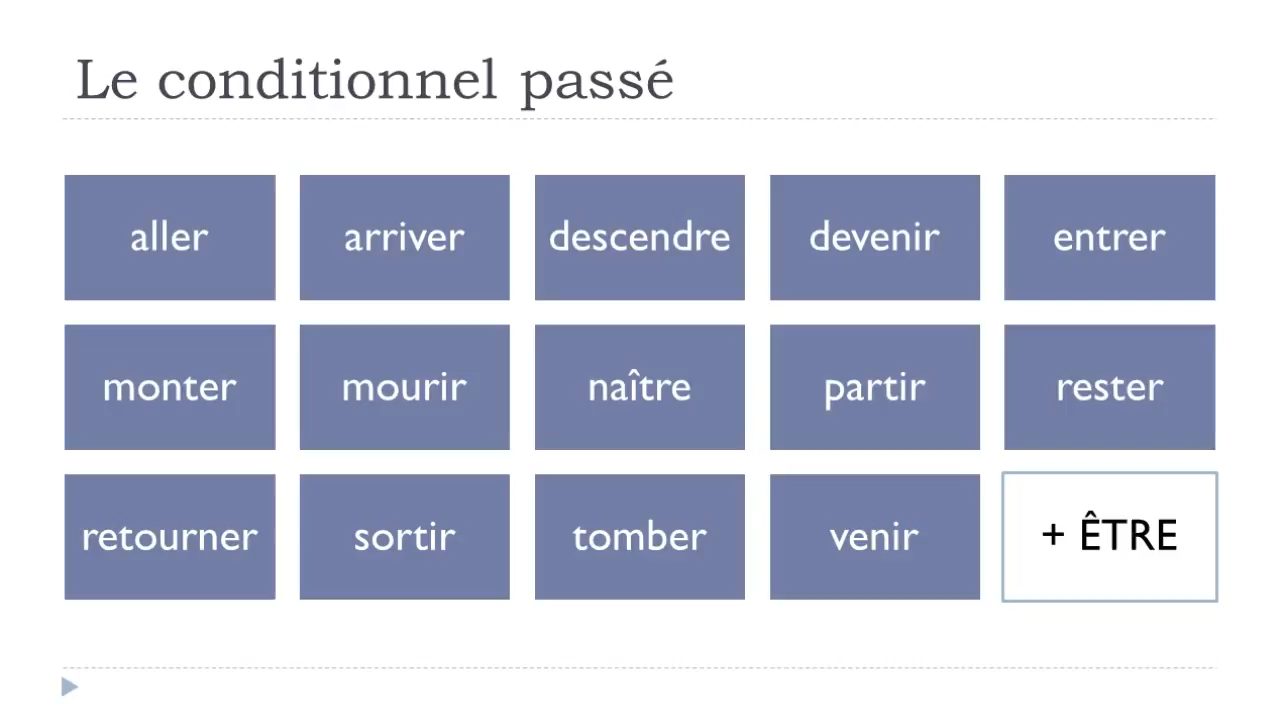 Le conditionnel passé
aller
arriver
descendre
devenir
entrer
monter
mourir
naître
partir
rester
retourner
sortir
tomber
venir
+ ÊTRE